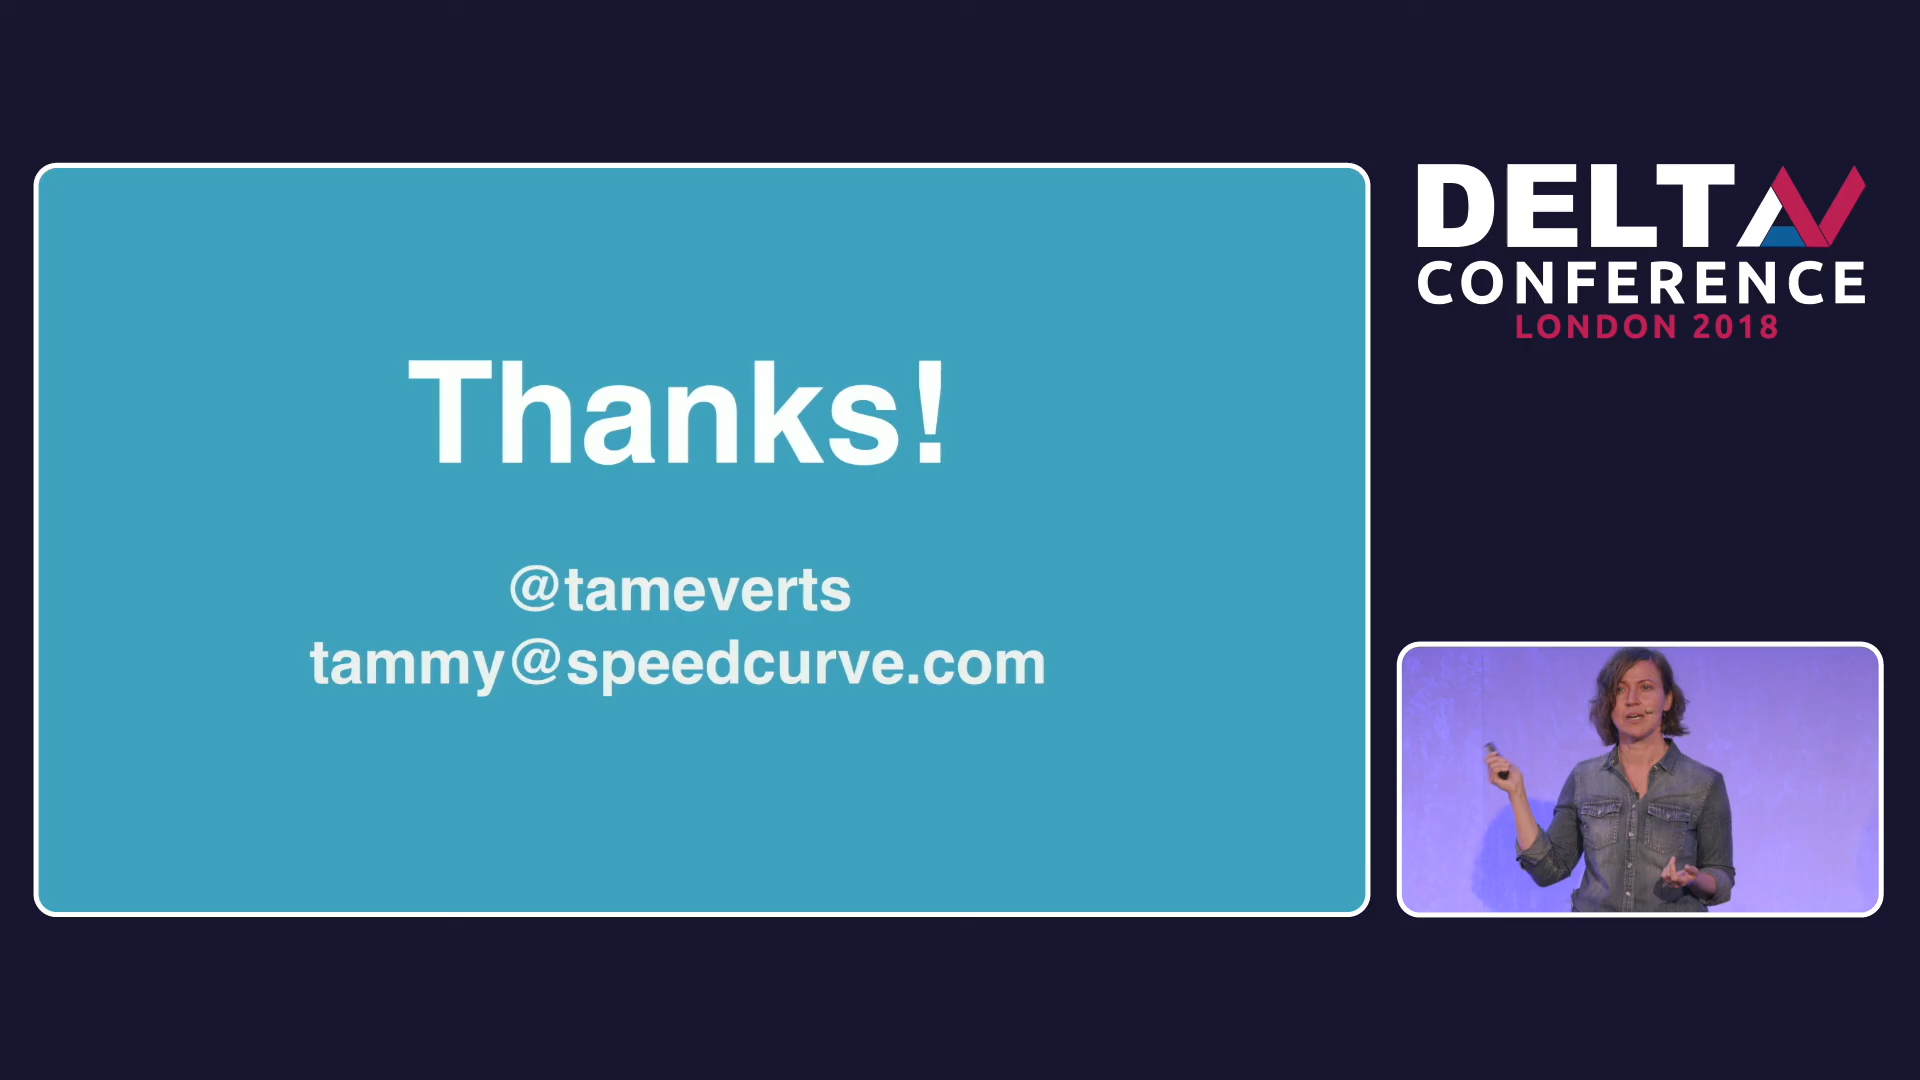 Thanks!
@tameverts
tammy@speedcurve.com
DELTA V
CONFERENCE
LONDON 2018